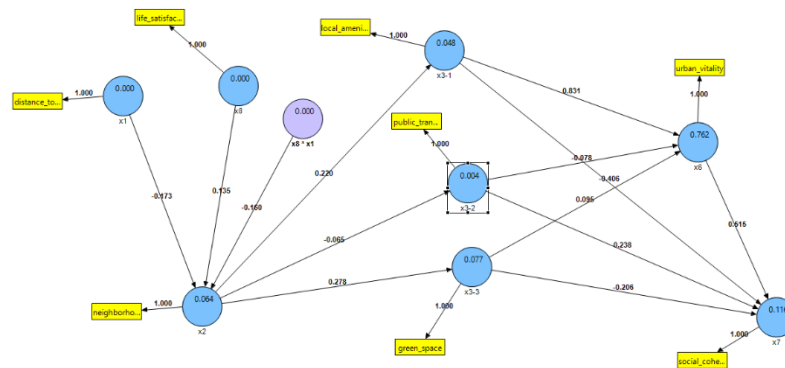 life_satisfac...
1.000
distance_to...
1.000
0.000
x1
0.000
x8
0.000
x8 * x1
local_ameni...
1.000
0.048
x3-1
public_tran...
1.000
0.004
x3-2
0.077
x3-3
1.000
green_space
urban_vitality
1.000
0.762
x6
0.831
-0.078
0.095
-0.406
0.238
-0.206
0.515
-0.173
0.135
-0.160
0.220
-0.065
0.278
neighborho...
1.000
0.064
x2
0.116
x7
1.000
social_cohe...